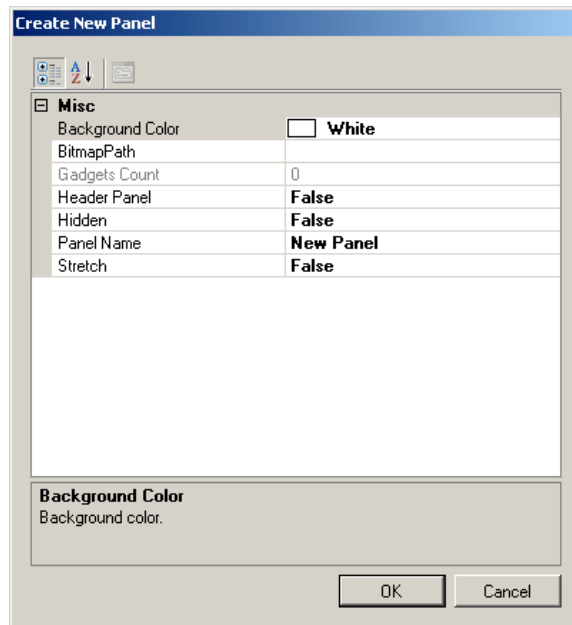 Create New Panel
A
Z
Misc
Background Color White
BitmapPath
Gadgets Count 0
Header Panel False
Hidden False
Panel Name New Panel
Stretch False
Background Color
Background color.
OK Cancel